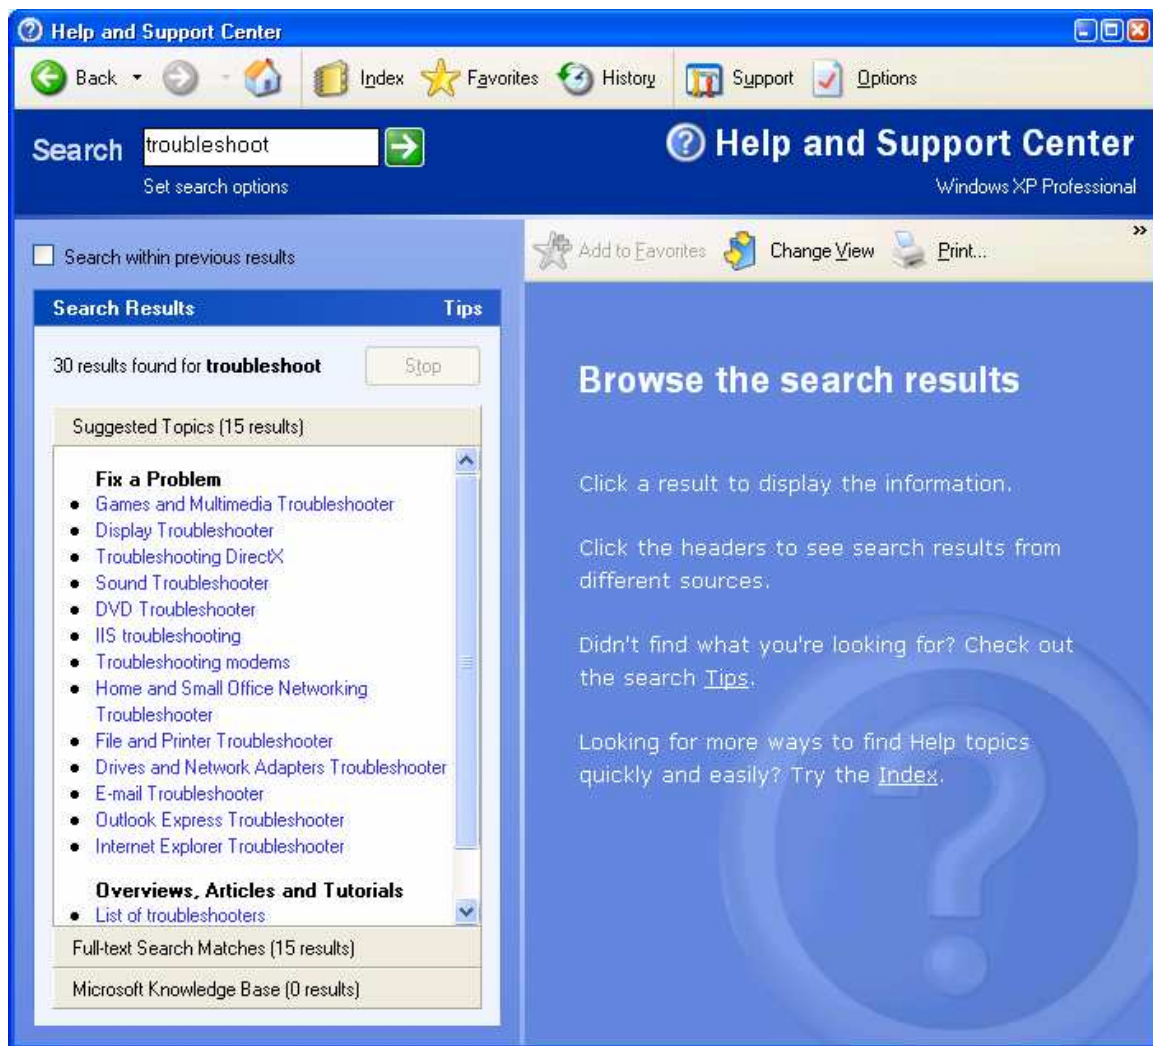 Help and Support Center
Back Index Favorites History Support Options
Search troubleshoot
Set search options
Help and Support Center
Windows XP Professional
Search within previous results
Search Results Tips
30 results found for troubleshoot Stop
Suggested Topics (15 results)
Fix a Problem
Games and Multimedia Troubleshooter
Display Troubleshooter
Troubleshooting DirectX
Sound Troubleshooter
DVD Troubleshooter
IIS troubleshooting
Troubleshooting modems
Home and Small Office Networking
Troubleshooter
File and Printer Troubleshooter
Drives and Network Adapters Troubleshooter
E-mail Troubleshooter
Outlook Express Troubleshooter
Internet Explorer Troubleshooter
Overviews, Articles and Tutorials
List of troubleshooters
Full-text Search Matches (15 results)
Microsoft Knowledge Base (0 results)
Add to Favorites Change View Print... »
Browse the search results
Click a result to display the information.
Click the headers to see search results from
different sources.
Didn't find what you're looking for? Check out
the search Tips.
Looking for more ways to find Help topics
quickly and easily? Try the Index.